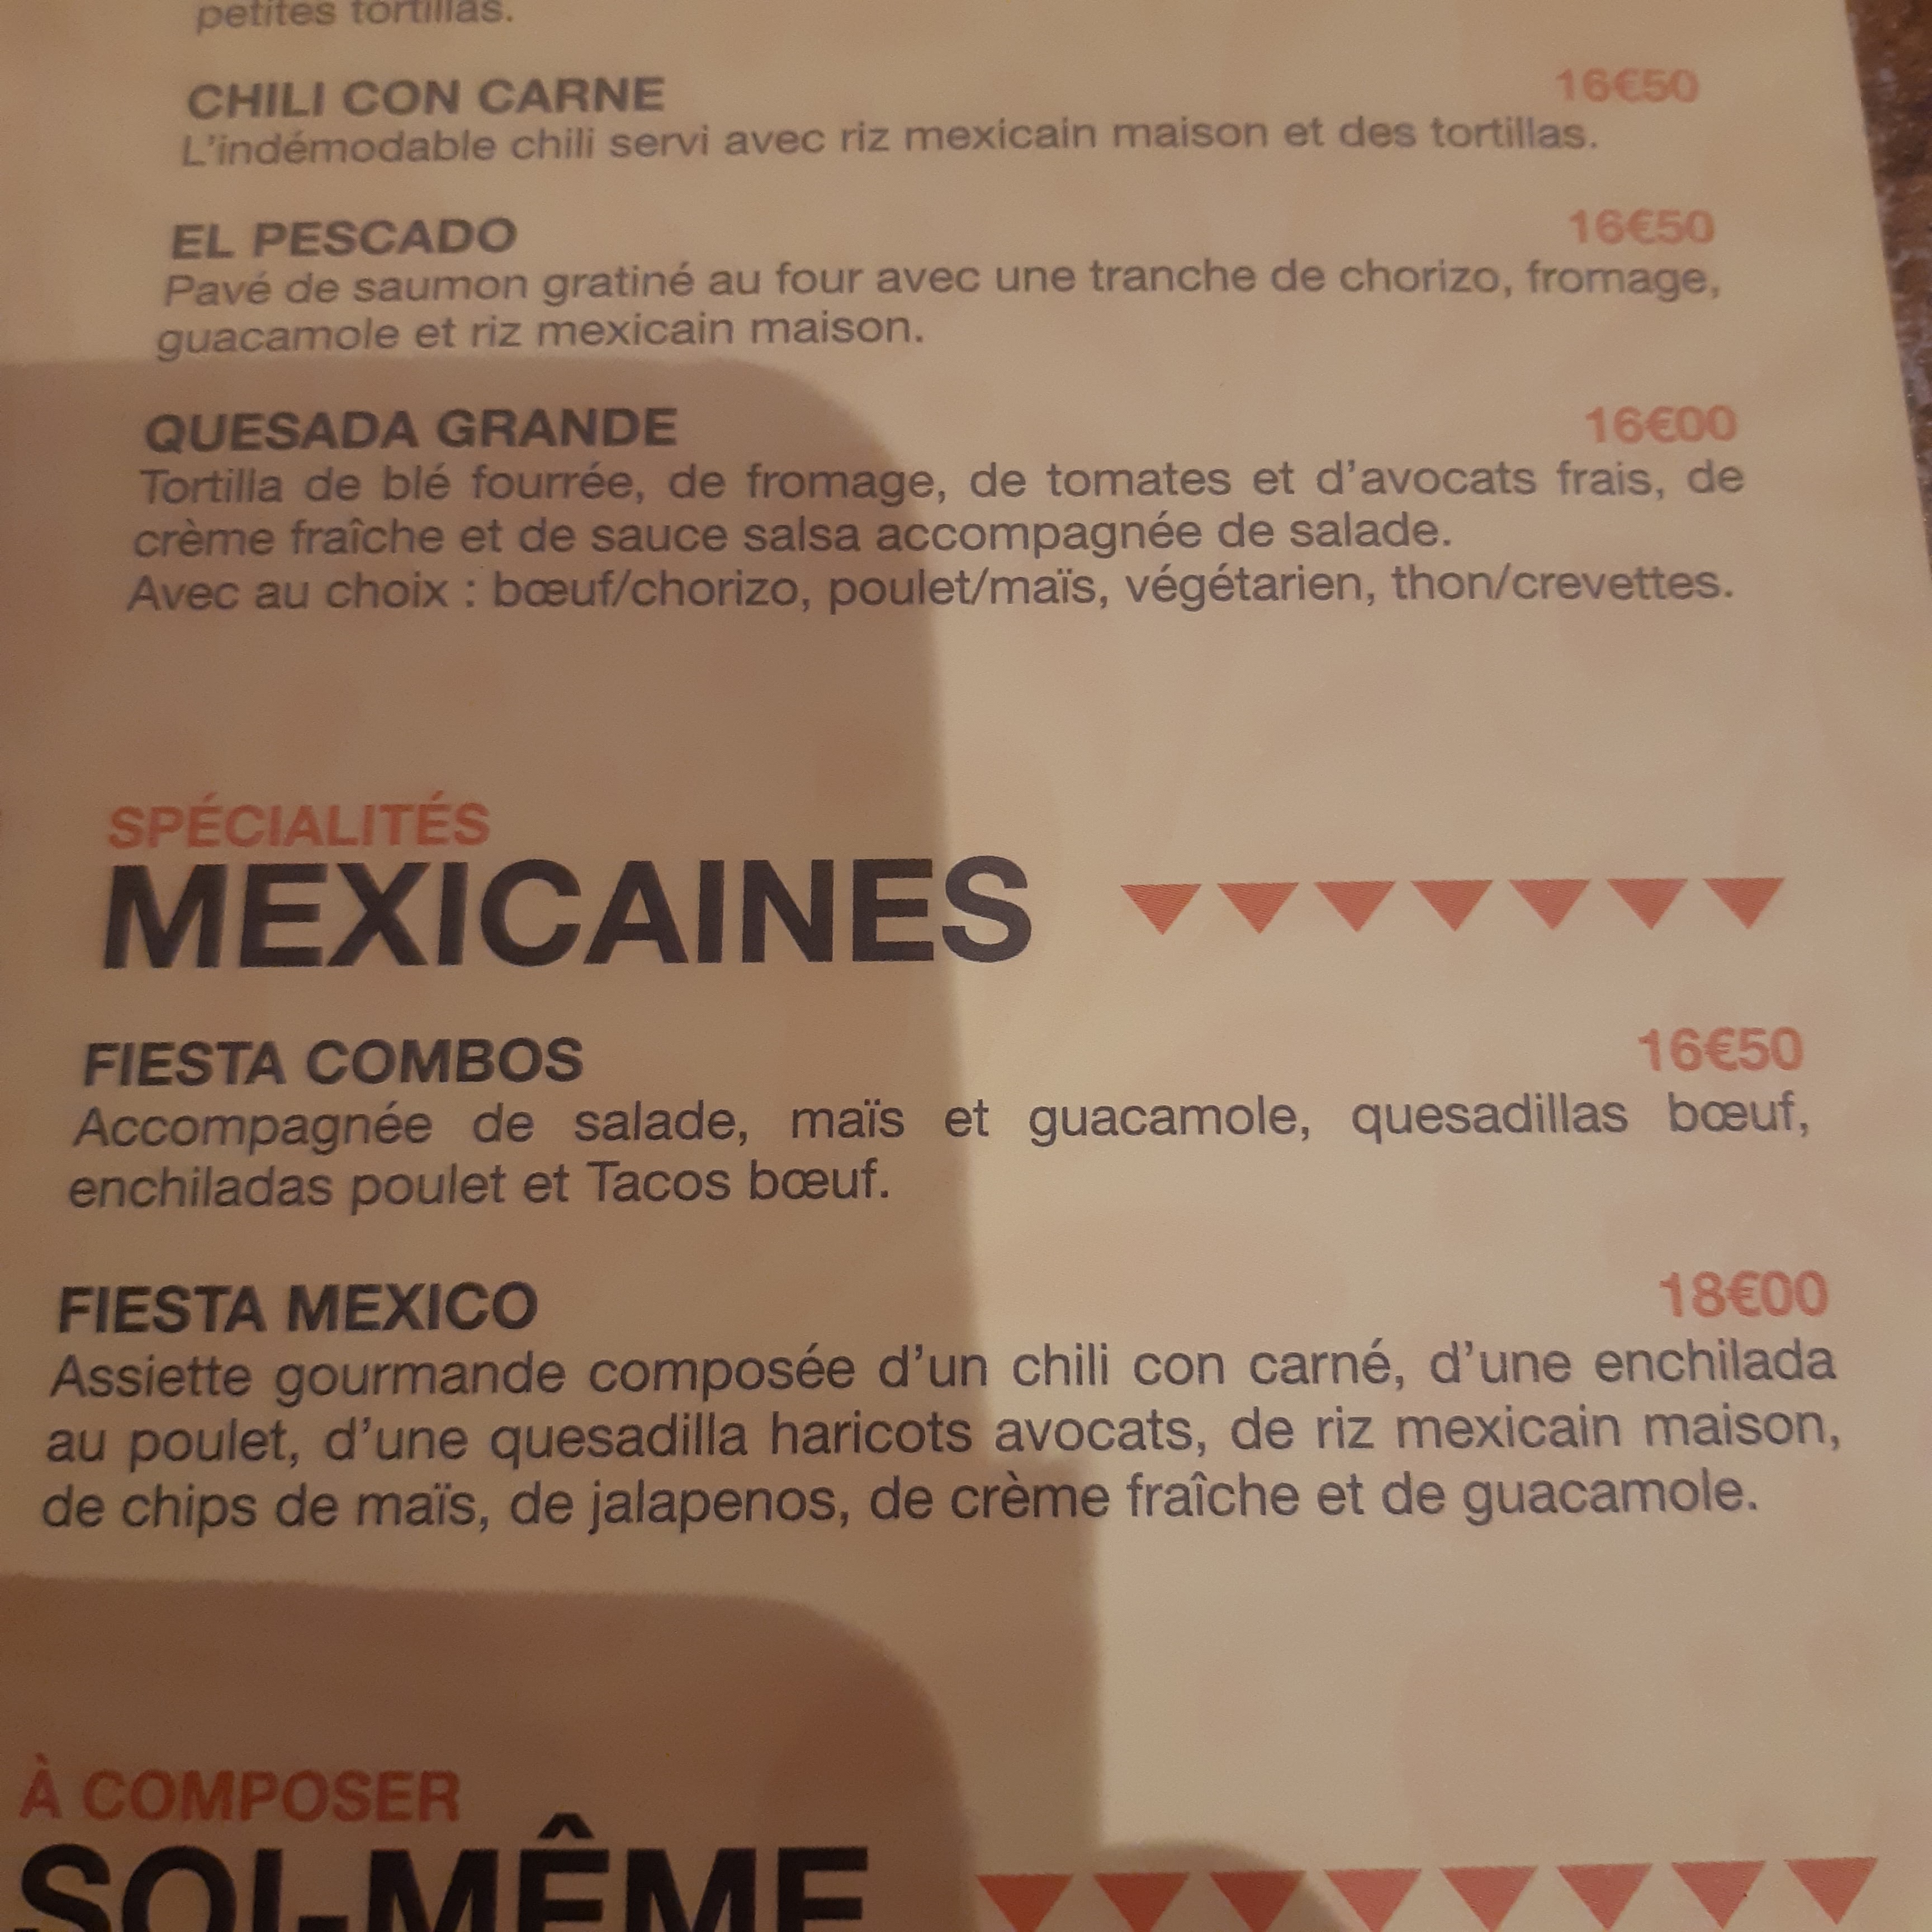 petites tortillas.
CHILI CON CARNE 16€50
L'indémodable chili servi avec riz mexicain maison et des tortillas.
EL PESCADO 16€50
Pavé de saumon gratiné au four avec une tranche de chorizo, fromage,
guacamole et riz mexicain maison.
QUESADA GRANDE 16€00
Tortilla de blé fourrée, de fromage, de tomates et d'avocats frais, de
crème fraîche et de sauce salsa accompagnée de salade.
Avec au choix : bœuf/chorizo, poulet/maïs, végétarien, thon/crevettes.
SPÉCIALITÉS
MEXICAINES
FIESTA COMBOS 16€50
Accompagnée de salade, maïs et guacamole, quesadillas bœuf,
enchiladas poulet et Tacos bœuf.
FIESTA MEXICO 18€00
Assiette gourmande composée d'un chili con carné, d'une enchilada
au poulet, d'une quesadilla haricots avocats, de riz mexicain maison,
de chips de maïs, de jalapenos, de crème fraîche et de guacamole.
À COMPOSER
SOI-MÊME